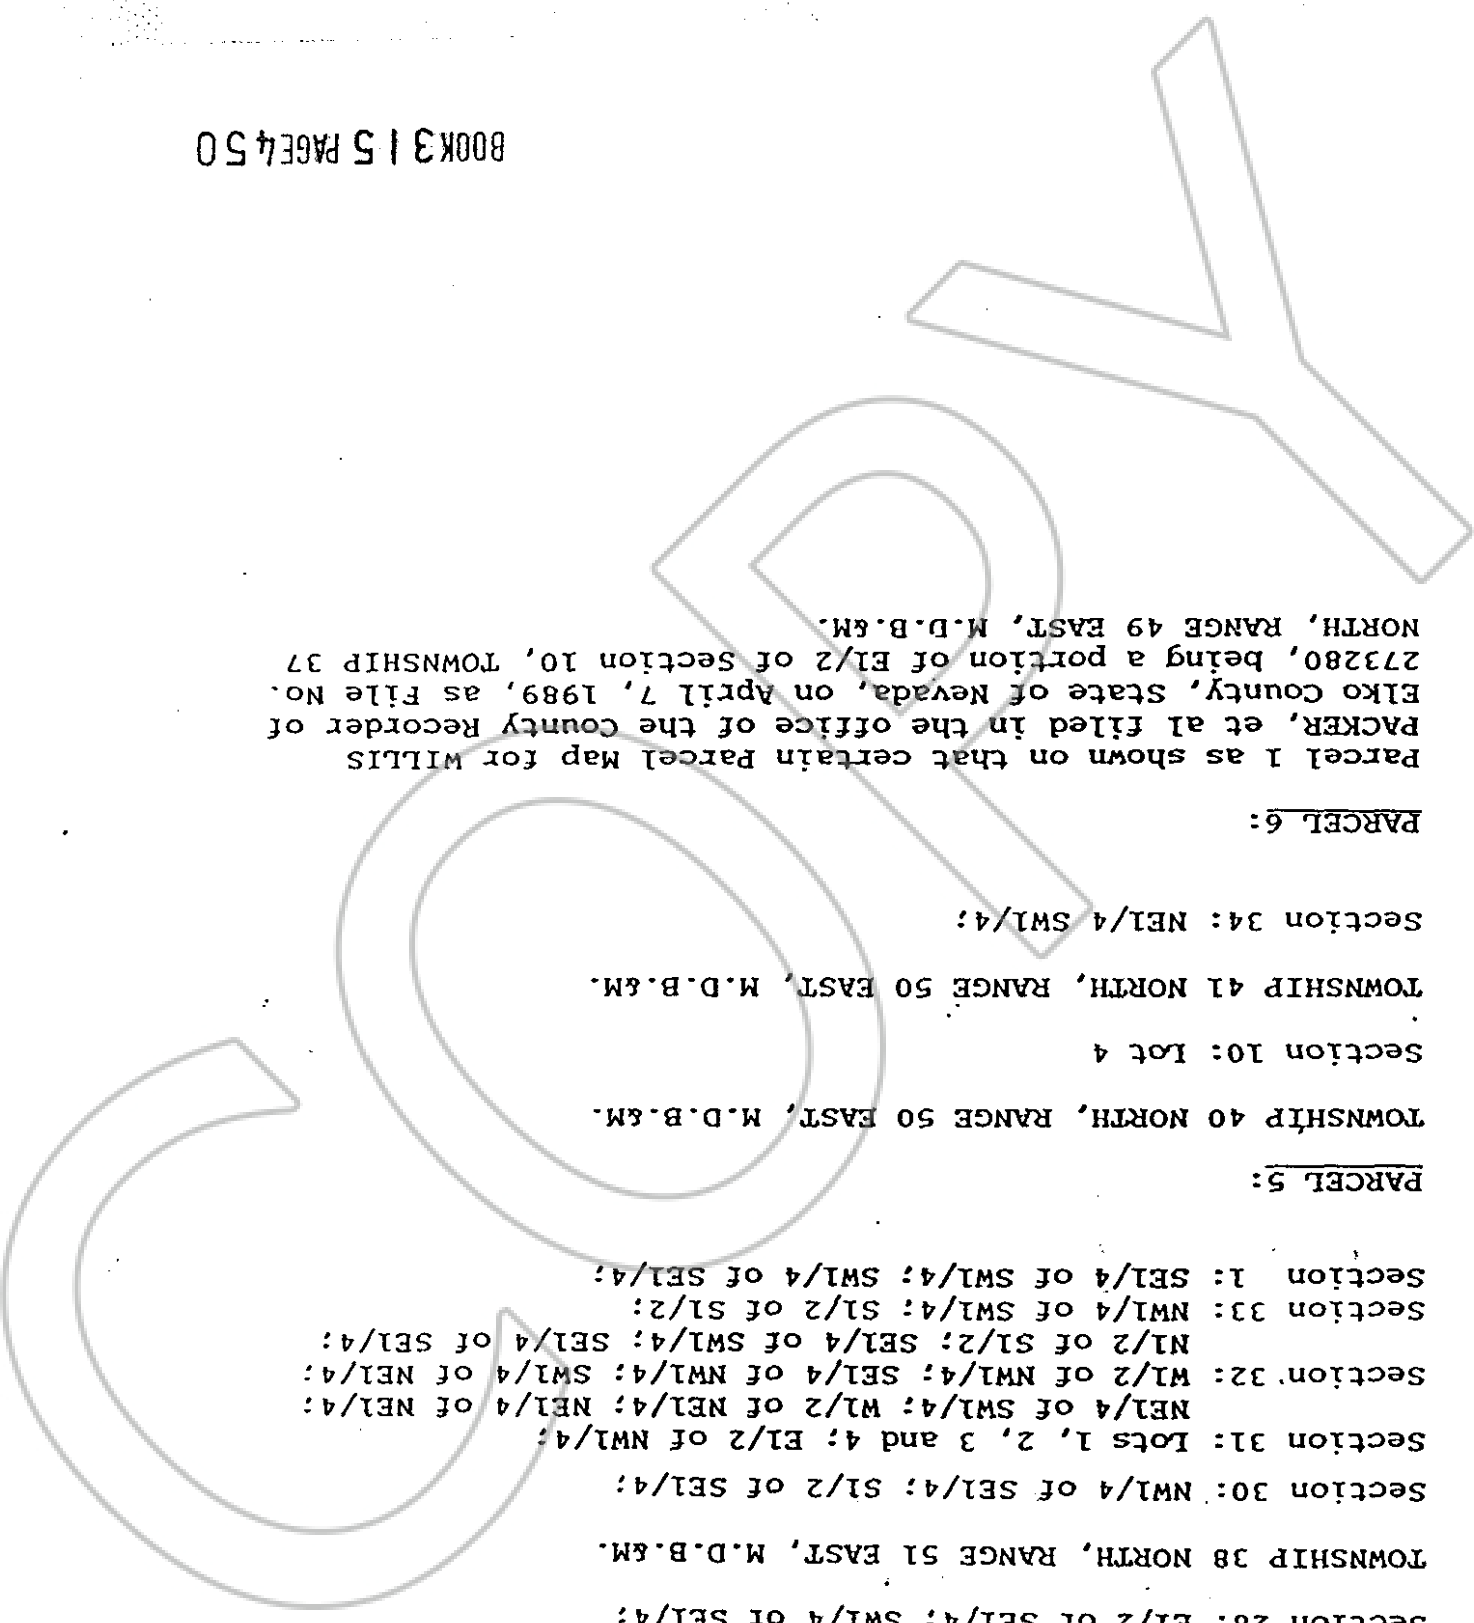 Section 28: E1/2 of SE1/4; SW1/4 of SE1/4;
TOWNSHIP 38 NORTH, RANGE 51 EAST, M.D.B.&M.
Section 30: NW1/4 of SE1/4; S1/2 of SE1/4;
Section 31: Lots 1, 2, 3 and 4; E1/2 of NW1/4;
NE1/4 of SW1/4; W1/2 of NE1/4; NE1/4 of NE1/4;
Section 32: W1/2 of NW1/4; SE1/4 of NW1/4; SW1/4 of NE1/4;
N1/2 of S1/2; SE1/4 of SW1/4; SE1/4 of SE1/4;
Section 33: NW1/4 of SW1/4; S1/2 of S1/2;
Section 1: SE1/4 of SW1/4; SW1/4 of SE1/4;
PARCEL 5:
TOWNSHIP 40 NORTH, RANGE 50 EAST, M.D.B.&M.
Section 10: Lot 4
TOWNSHIP 41 NORTH, RANGE 50 EAST, M.D.B.&M.
Section 34: NE1/4 SW1/4;
PARCEL 6:
Parcel 1 as shown on that certain Parcel Map for WILLIS
PACKER, et al filed in the office of the County Recorder of
Elko County, State of Nevada, on April 7, 1989, as File No.
273280, being a portion of E1/2 of Section 10, TOWNSHIP 37
NORTH, RANGE 49 EAST, M.D.B.&M.
BOOK 315 PAGE 450
COPY